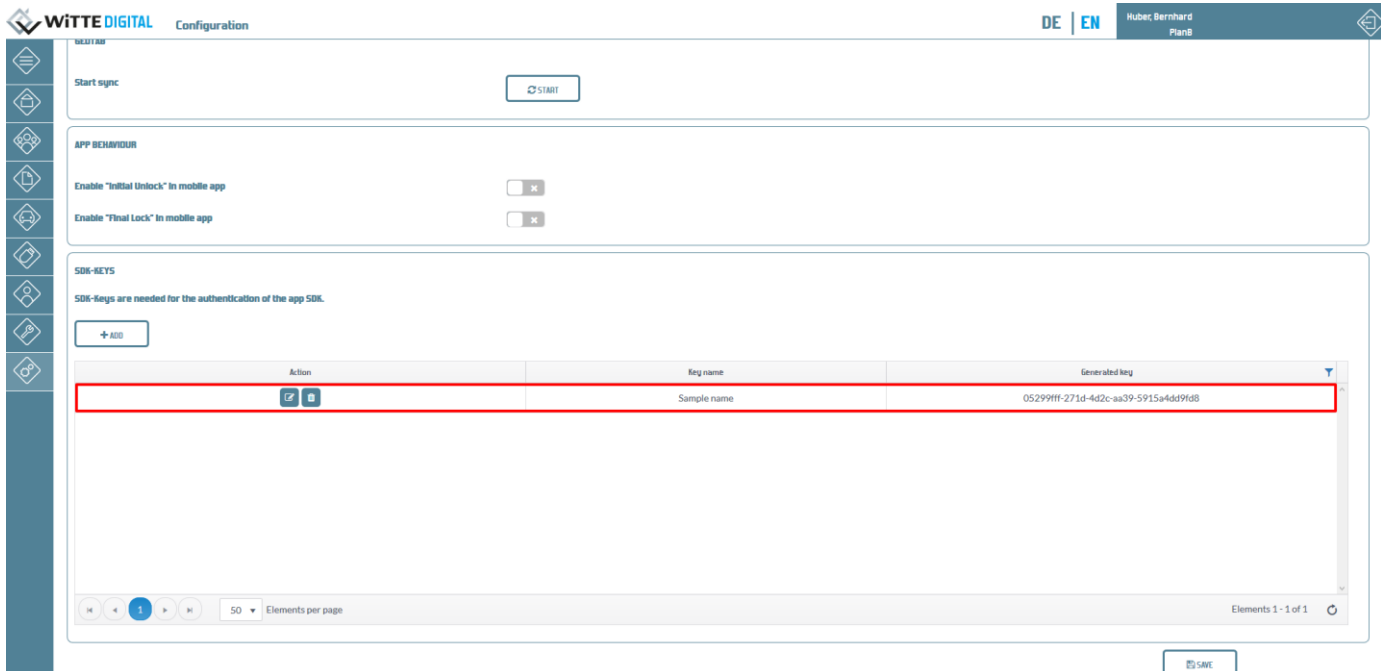 WiTTE DIGITAL Configuration DE | EN Huber, Bernhard
PlanB
GEOTAB
Start sync START
APP BEHAVIOUR
Enable "Initial Unlock" in mobile app
Enable "Final Lock" in mobile app
SDK-KEYS
SDK-Keys are needed for the authentication of the app SDK.
+ ADD
Action Key name Generated key
Sample name 05299fff-271d-4d2c-aa39-5915a4dd9fd8
1 50 Elements per page Elements 1 - 1 of 1
SAVE